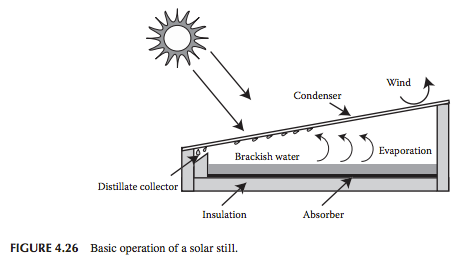 Wind
Condenser
Evaporation
Brackish water
Distillate collector
Insulation
Absorber
FIGURE 4.26 Basic operation of a solar still.